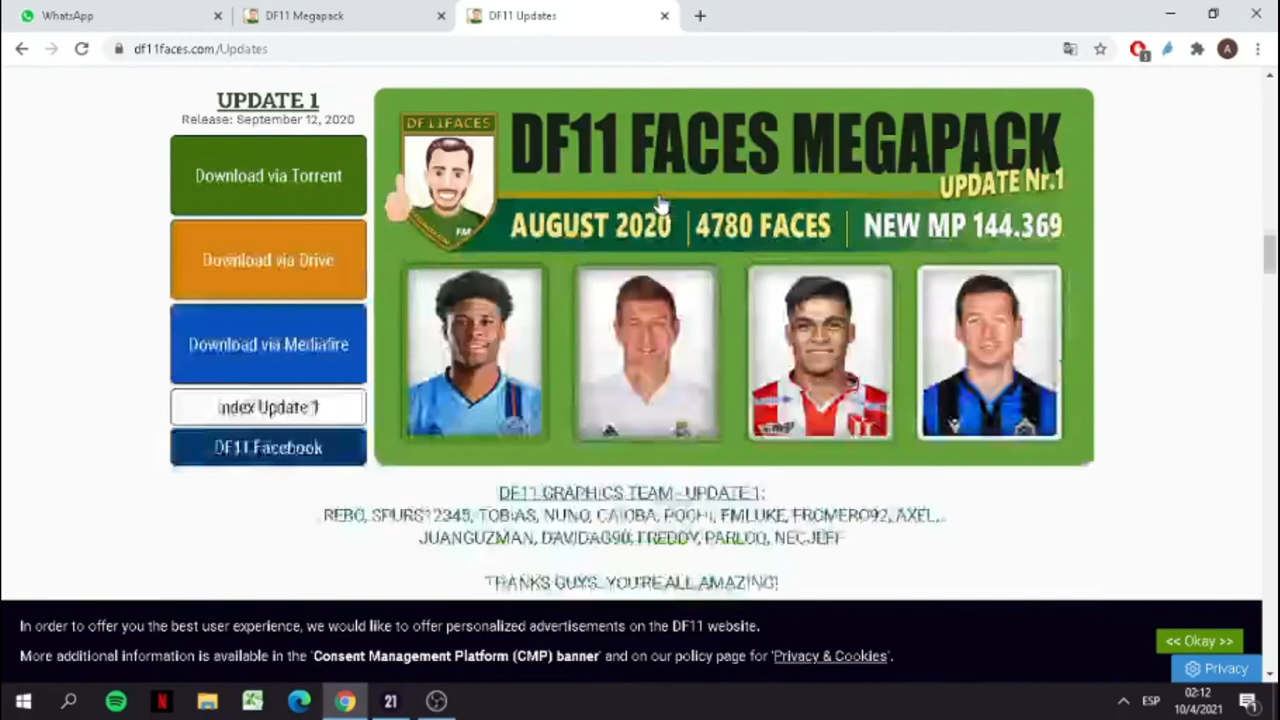 WhatsApp
DF11 Megapack
DF11 Updates
df11faces.com/Updates
UPDATE 1
Release: September 12, 2020
Download via Torrent
Download via Drive
Download via Mediafire
Index Update 1
DF11 Facebook
DF11FACES
FM
DF11 FACES MEGAPACK
UPDATE Nr.1
AUGUST 2020 | 4780 FACES | NEW MP 144.369
DF11 GRAPHICS TEAM - UPDATE 1:
REBO, SPURS12345, TOBIAS, NUNO, CAIOBA, POCHI, FMLUKE, FROMERO92, AXEL,
JUANGUZMAN, DAVIDAG90, FREDDY, PARLOO, NECJEFF
THANKS GUYS.. YOU'RE ALL AMAZING!
In order to offer you the best user experience, we would like to offer personalized advertisements on the DF11 website.
More additional information is available in the 'Consent Management Platform (CMP) banner' and on our policy page for 'Privacy & Cookies'.
<< Okay >>
Privacy
A
21
ESP
02:12
10/4/2021